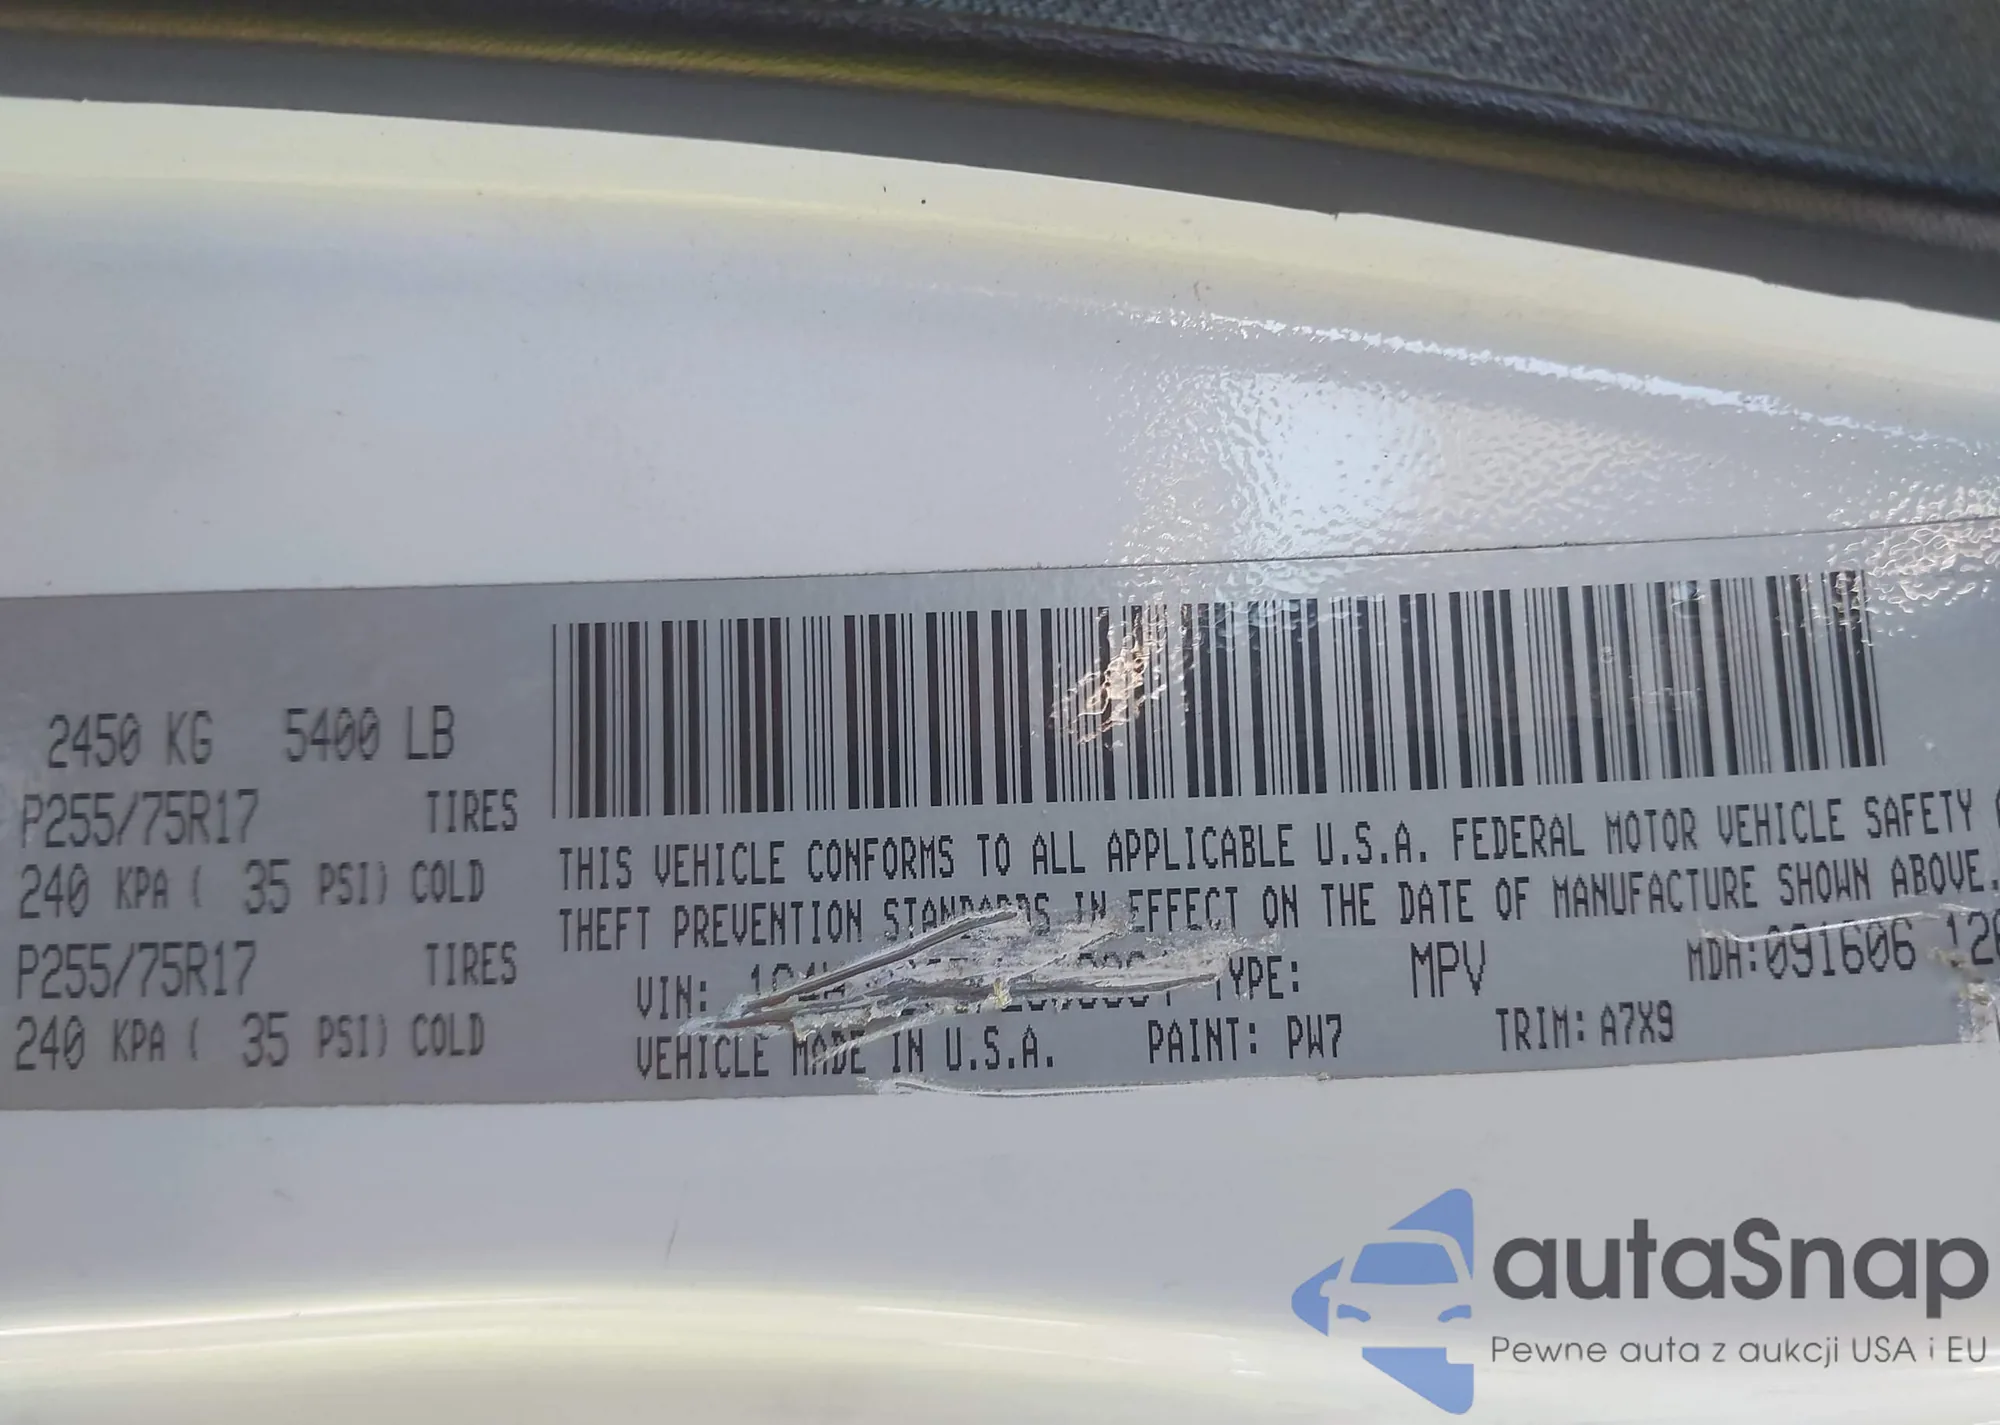 2450 KG 5400 LB
P255/75R17 TIRES
240 KPA ( 35 PSI) COLD
P255/75R17 TIRES
240 KPA ( 35 PSI) COLD
THIS VEHICLE CONFORMS TO ALL APPLICABLE U.S.A. FEDERAL MOTOR VEHICLE SAFETY
THEFT PREVENTION STANDARDS IN EFFECT ON THE DATE OF MANUFACTURE SHOWN ABOVE.
VIN: TYPE: MPV MDH:091606
VEHICLE MADE IN U.S.A. PAINT: PW7 TRIM: A7X9
autaSnap
Pewne auta z aukcji USA i EU